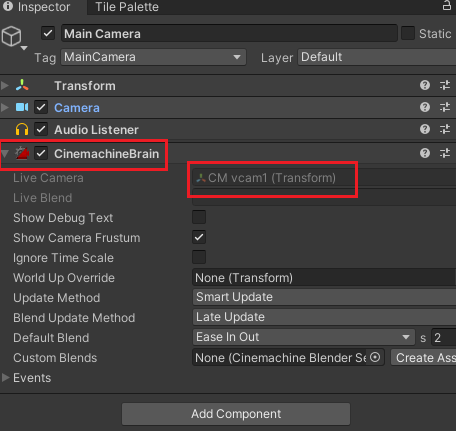 Inspector Tile Palette
Main Camera Static
Tag MainCamera Layer Default
Transform
Camera
Audio Listener
CinemachineBrain
Live Camera CM vcam1 (Transform)
Live Blend
Show Debug Text
Show Camera Frustum
Ignore Time Scale
World Up Override None (Transform)
Update Method Smart Update
Blend Update Method Late Update
Default Blend Ease In Out s 2
Custom Blends None (Cinemachine Blender Se Create Ass
Events
Add Component